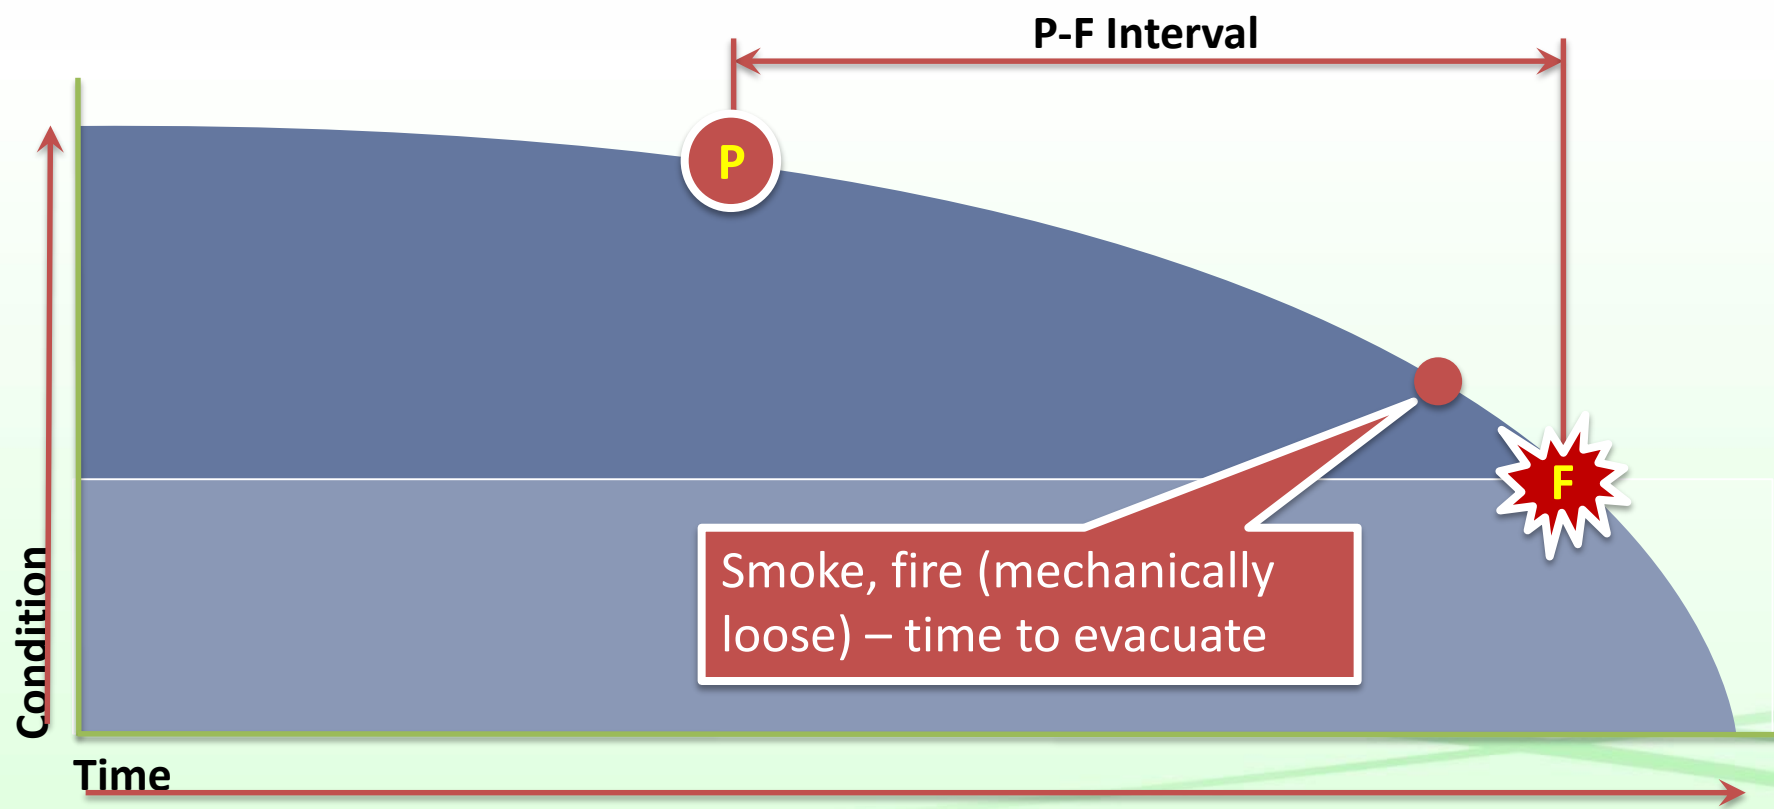 P-F Interval
P
F
Smoke, fire (mechanically
loose) – time to evacuate
Condition
Time